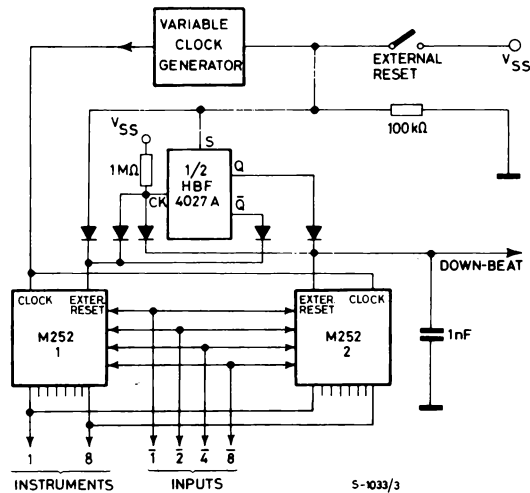 VARIABLE
CLOCK
GENERATOR
EXTERNAL
RESET
VSS
100kΩ
VSS
1MΩ
S
1/2
HBF
4027A
CK
Q
Q̄
DOWN-BEAT
CLOCK
EXTER.
RESET
M252
1
EXTER.
RESET
CLOCK
M252
2
1nF
1 8 1̄ 2̄ 4̄ 8̄
INSTRUMENTS INPUTS
S-1033/3